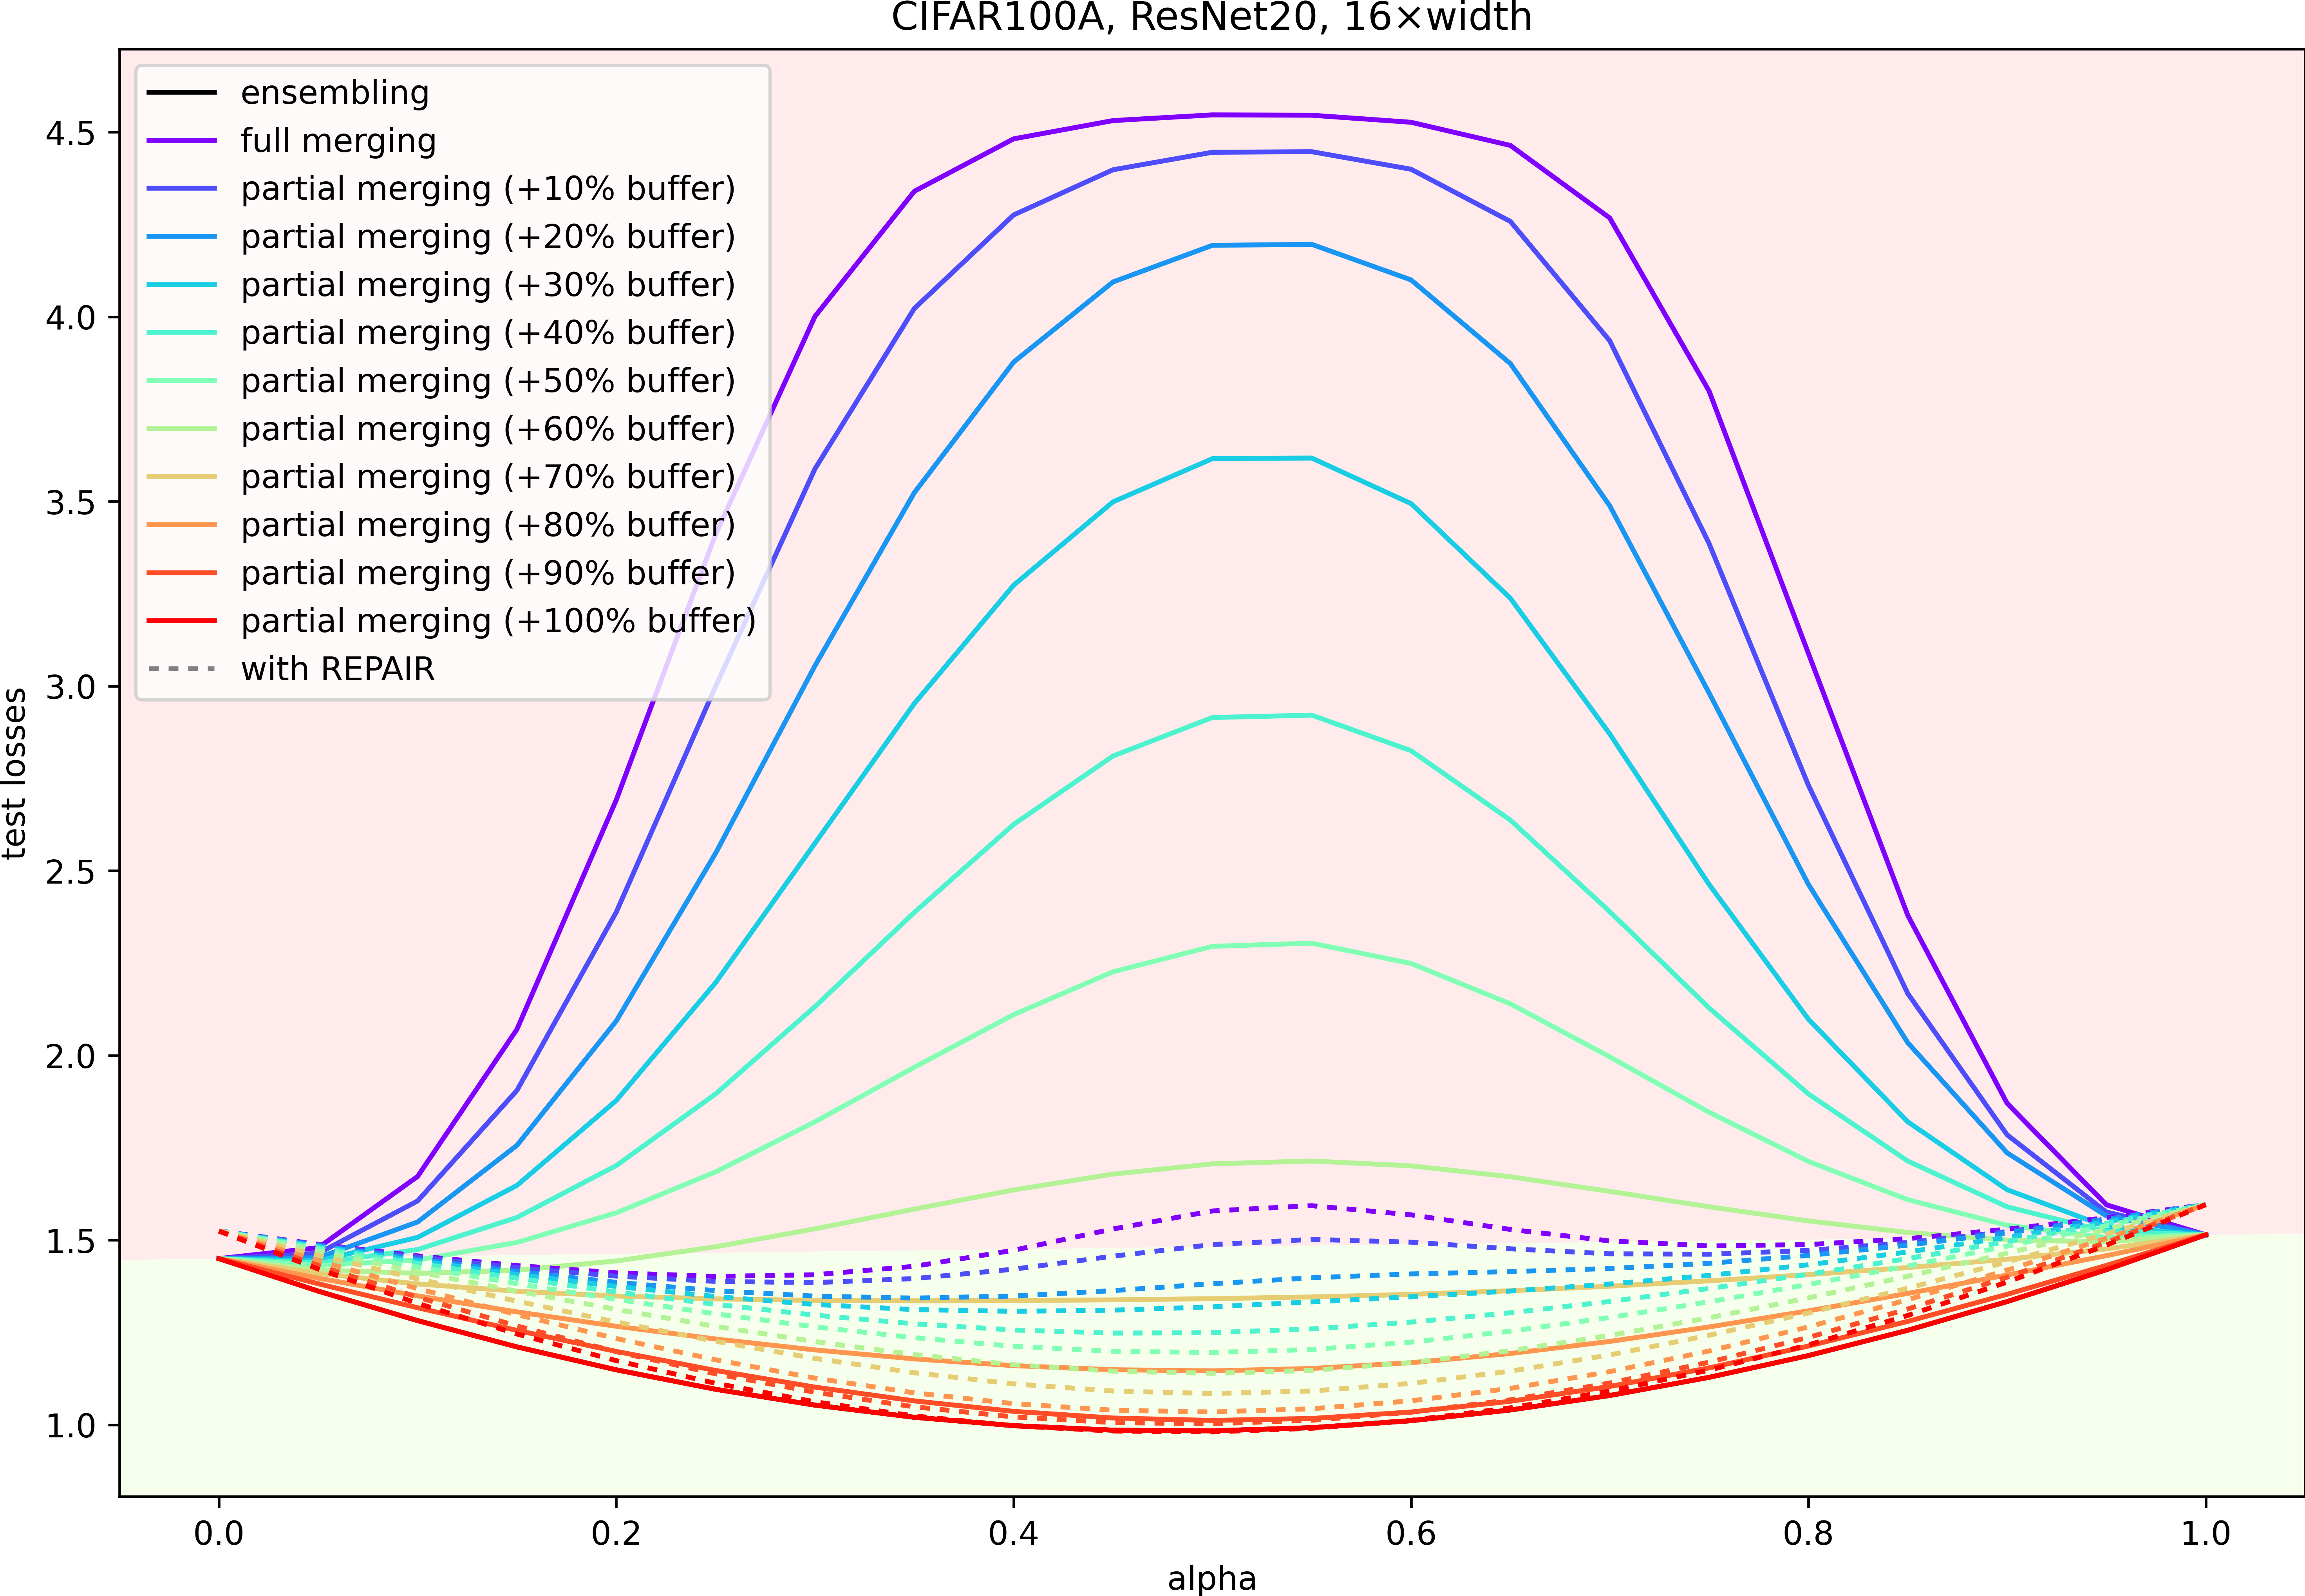 CIFAR100A, ResNet20, 16×width
ensembling
full merging
partial merging (+10% buffer)
partial merging (+20% buffer)
partial merging (+30% buffer)
partial merging (+40% buffer)
partial merging (+50% buffer)
partial merging (+60% buffer)
partial merging (+70% buffer)
partial merging (+80% buffer)
partial merging (+90% buffer)
partial merging (+100% buffer)
with REPAIR
test losses
4.5
4.0
3.5
3.0
2.5
2.0
1.5
1.0
0.0 0.2 0.4 0.6 0.8 1.0
alpha